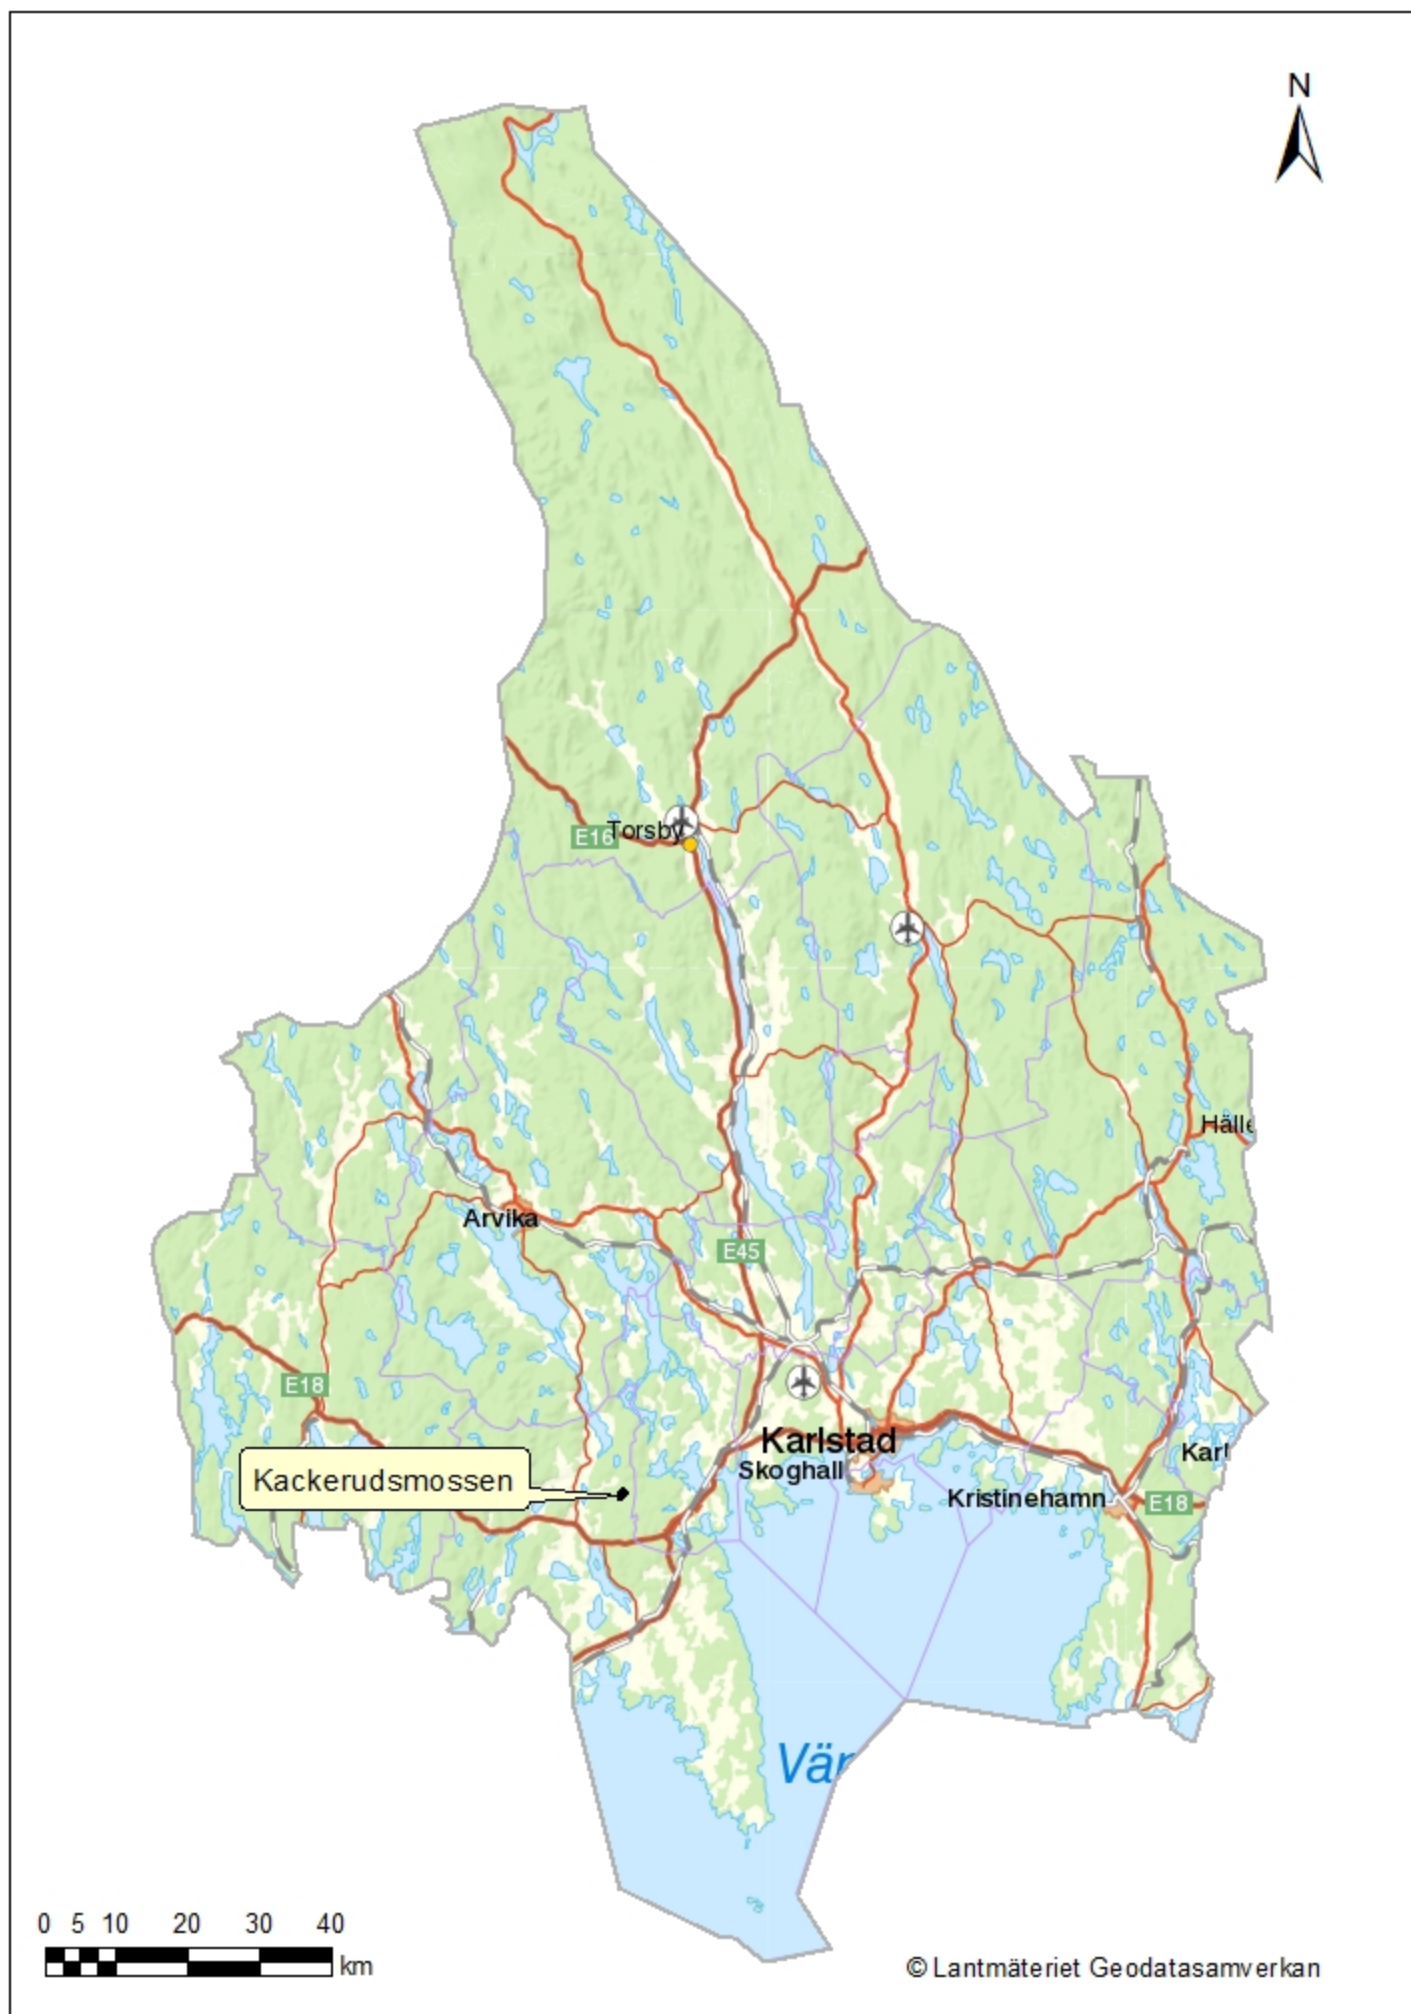 N
E16
Torsby
Hälle
Arvika
E45
E18
Karlstad
Kackerudsmossen
Skoghall
Karl
Kristinehamn
E18
Vär
0 5 10 20 30 40
km
© Lantmäteriet Geodatasamverkan